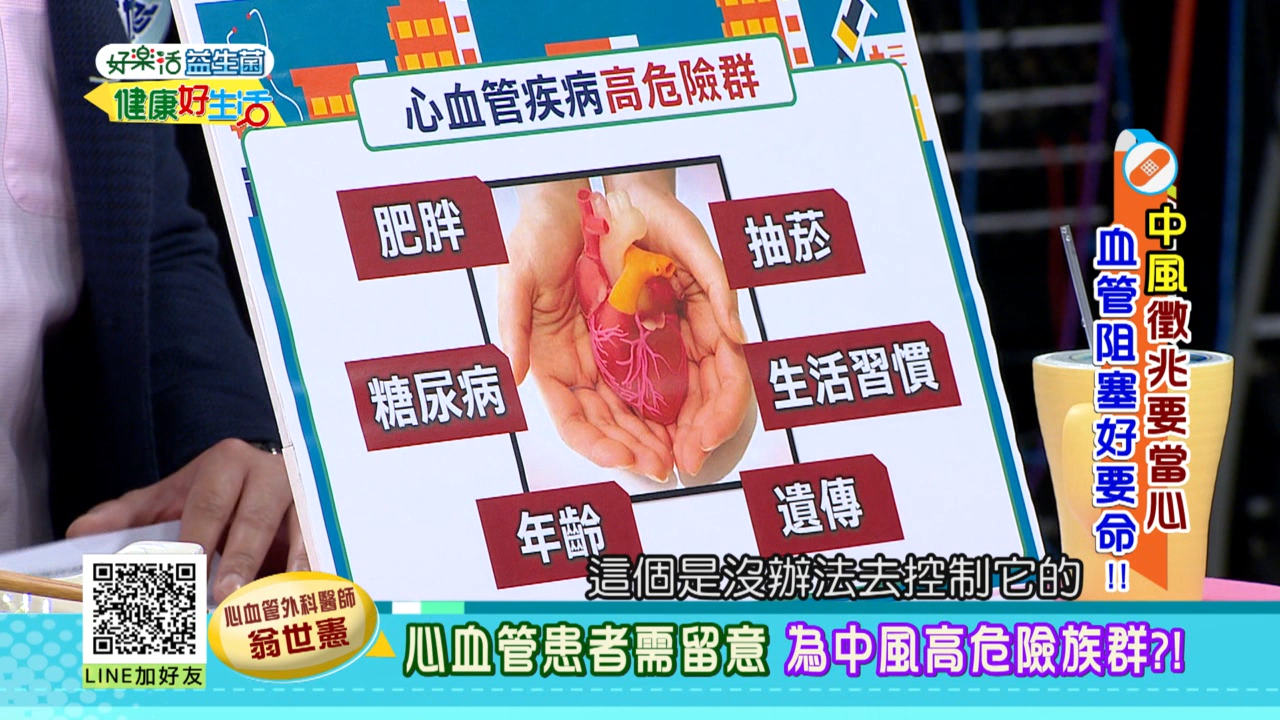 好楽活益生菌
健康好生活
心血管疾病高危險群
肥胖
抽菸
糖尿病
生活習慣
年齡
遺傳
中風徵兆要當心
血管阻塞好要命!!
這個是沒辦法去控制它的
心血管外科醫師
翁世憲
心血管患者需留意 為中風高危險族群?!
LINE加好友